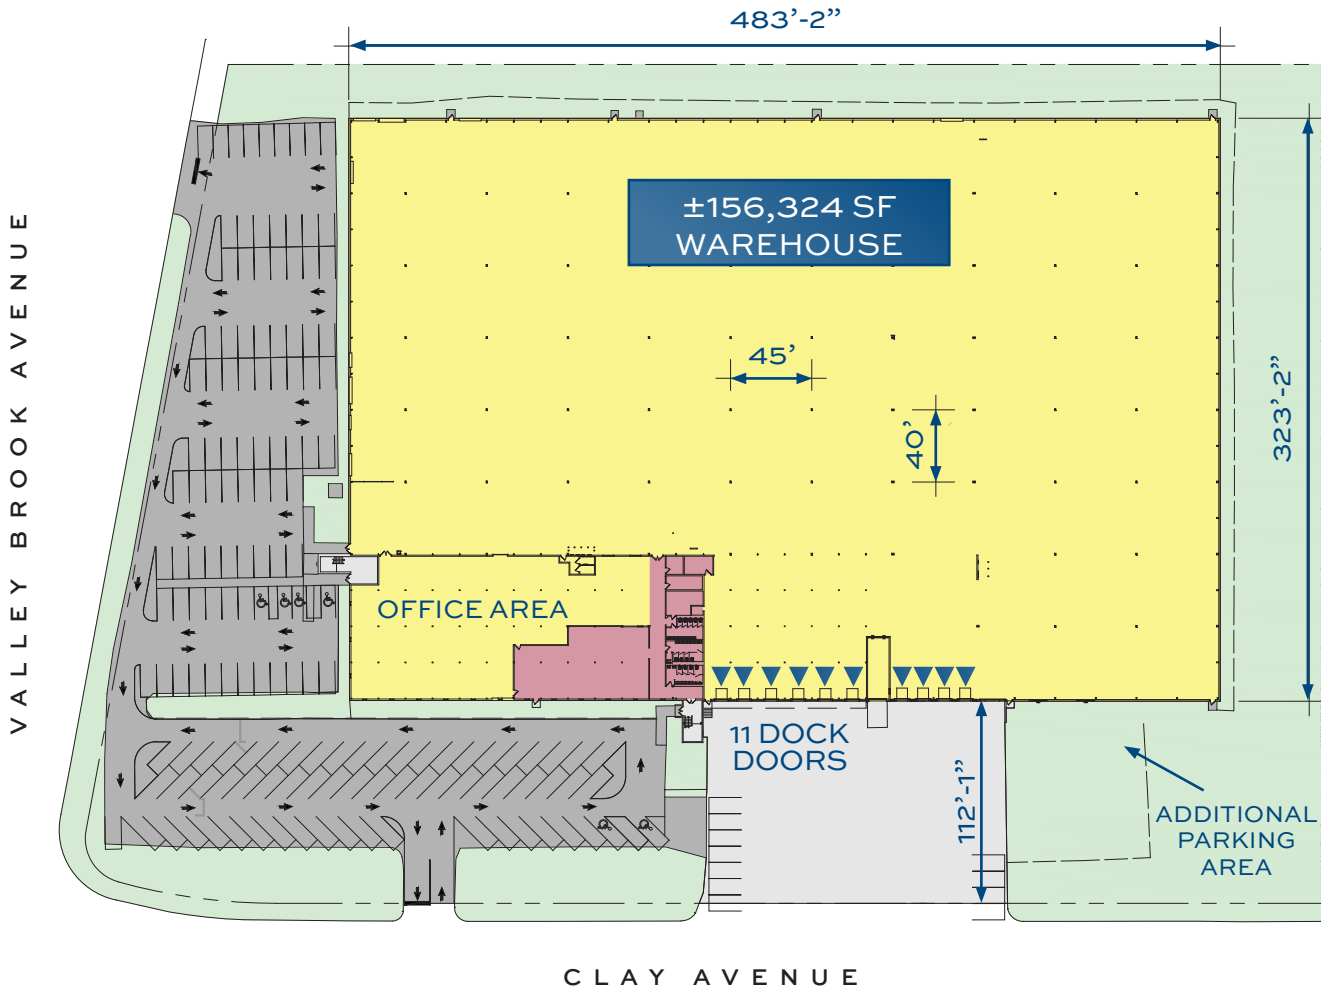 483’-2”
±156,324 SF
WAREHOUSE
VALLEY BROOK AVENUE
45’
40’
323’-2”
OFFICE AREA
11 DOCK
DOORS
112’-1”
ADDITIONAL
PARKING
AREA
CLAY AVENUE